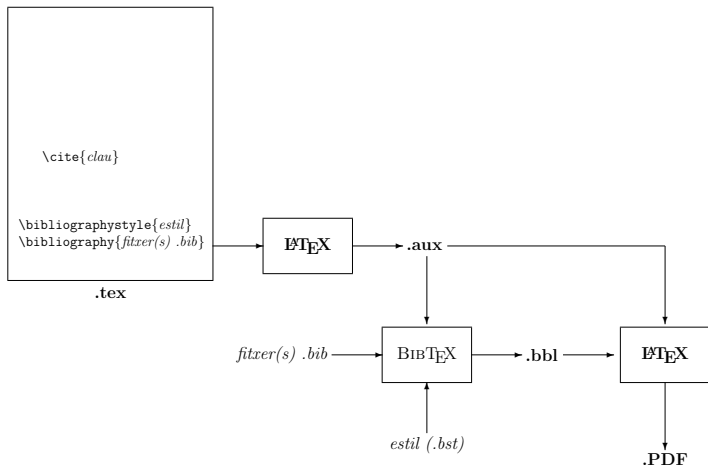 \cite{clau}
\bibliographystyle{estil}
\bibliography{fitxer(s) .bib}
LATEX
.aux
.tex
fitxer(s) .bib
BIBTEX
.bbl
LATEX
estil (.bst)
.PDF